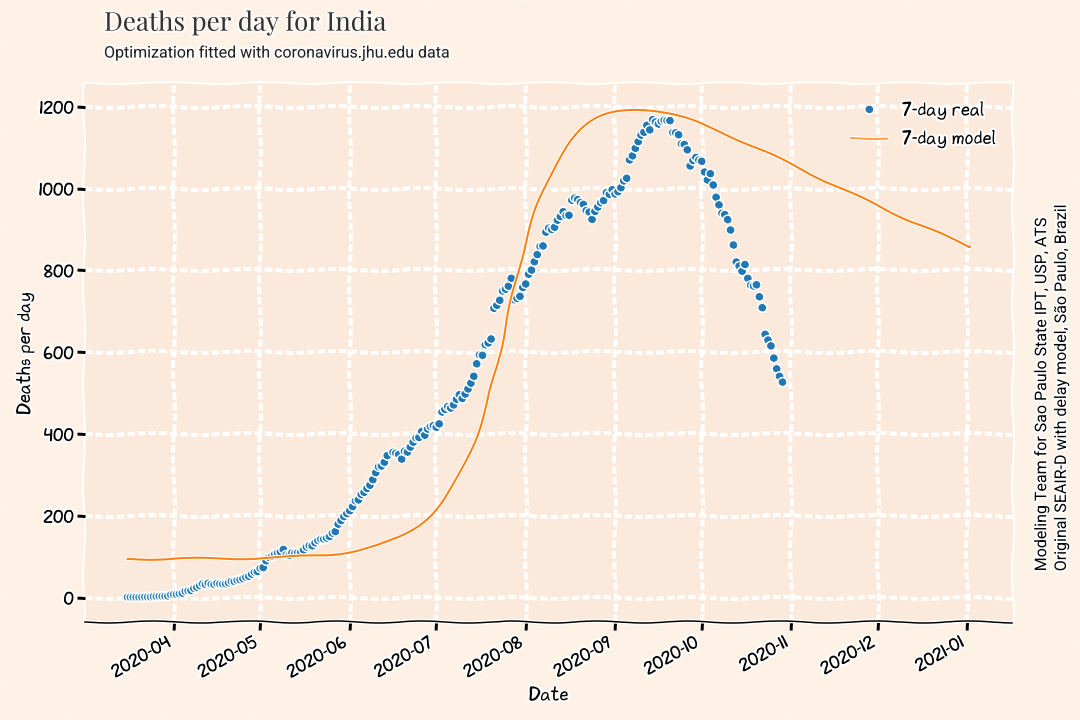 Deaths per day for India
Optimization fitted with coronavirus.jhu.edu data
7-day real
7-day model
1200
1000
800
600
400
200
0
Deaths per day
2020-04
2020-05
2020-06
2020-07
2020-08
2020-09
2020-10
2020-11
2020-12
2021-01
Date
Modeling Team for Sao Paulo State IPT, USP, ATS
Original SEAIR-D with delay model, São Paulo, Brazil